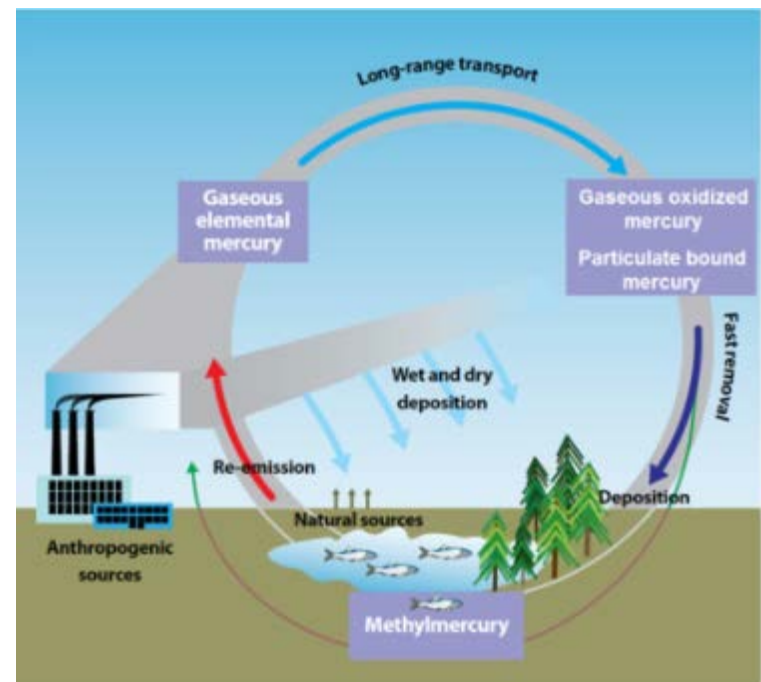 Long-range transport
Gaseous
elemental
mercury
Gaseous oxidized
mercury
Particulate bound
mercury
Fast removal
Wet and dry
deposition
Re-emission
Deposition
Natural sources
Anthropogenic
sources
Methylmercury